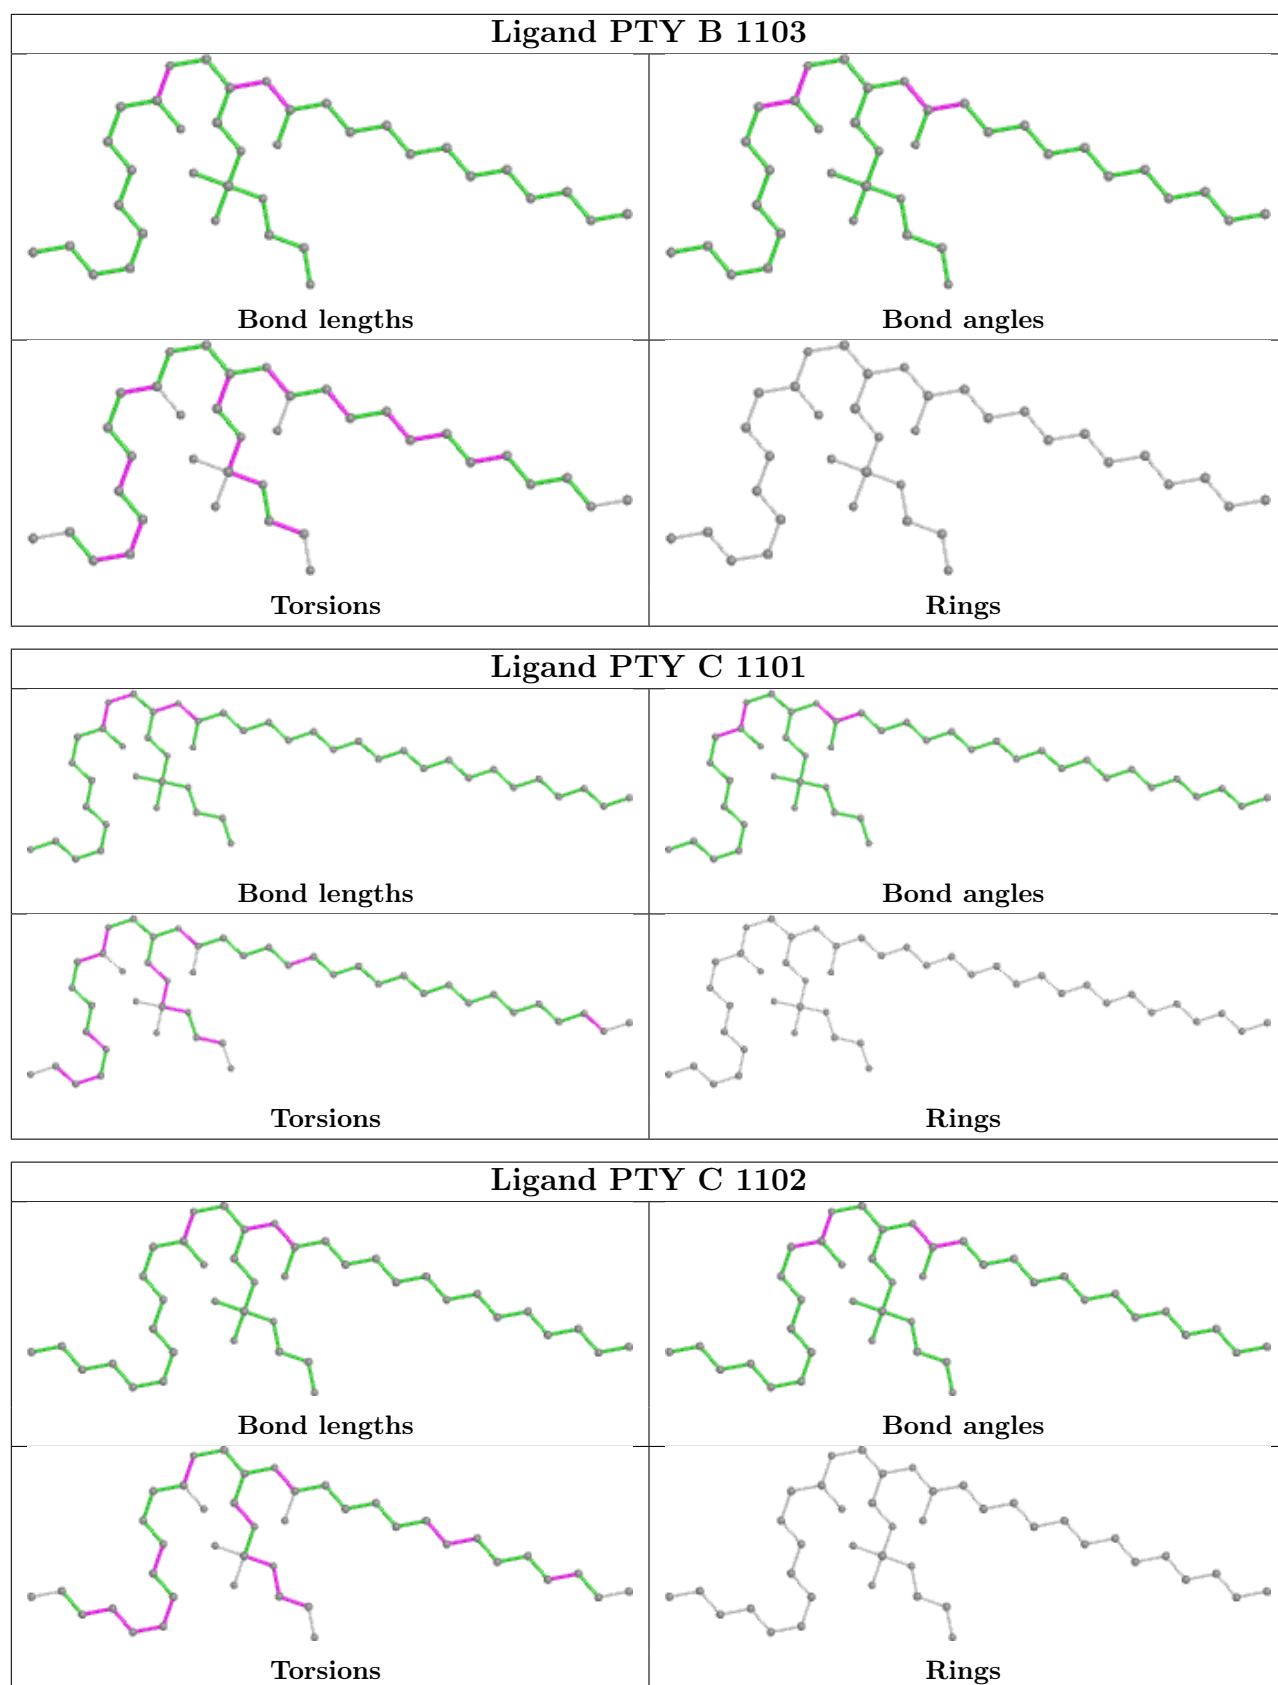 Ligand PTY B 1103
Bond lengths
Bond angles
Torsions
Rings
Ligand PTY C 1101
Bond lengths
Bond angles
Torsions
Rings
Ligand PTY C 1102
Bond lengths
Bond angles
Torsions
Rings